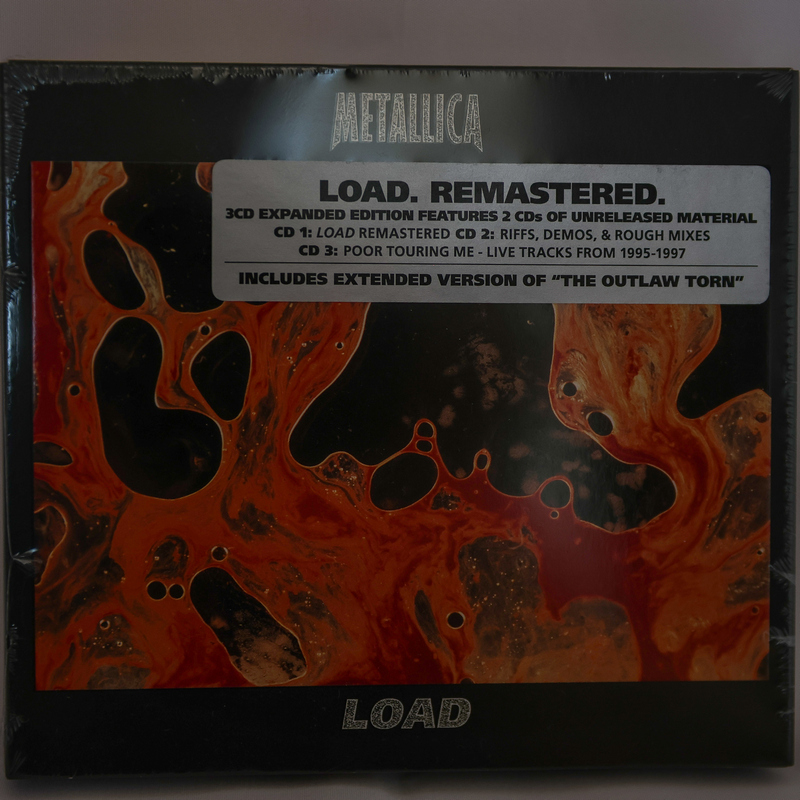 METALLICA
LOAD. REMASTERED.
3CD EXPANDED EDITION FEATURES 2 CDs OF UNRELEASED MATERIAL
CD 1: LOAD REMASTERED CD 2: RIFFS, DEMOS, & ROUGH MIXES
CD 3: POOR TOURING ME - LIVE TRACKS FROM 1995-1997
INCLUDES EXTENDED VERSION OF “THE OUTLAW TORN”
LOAD